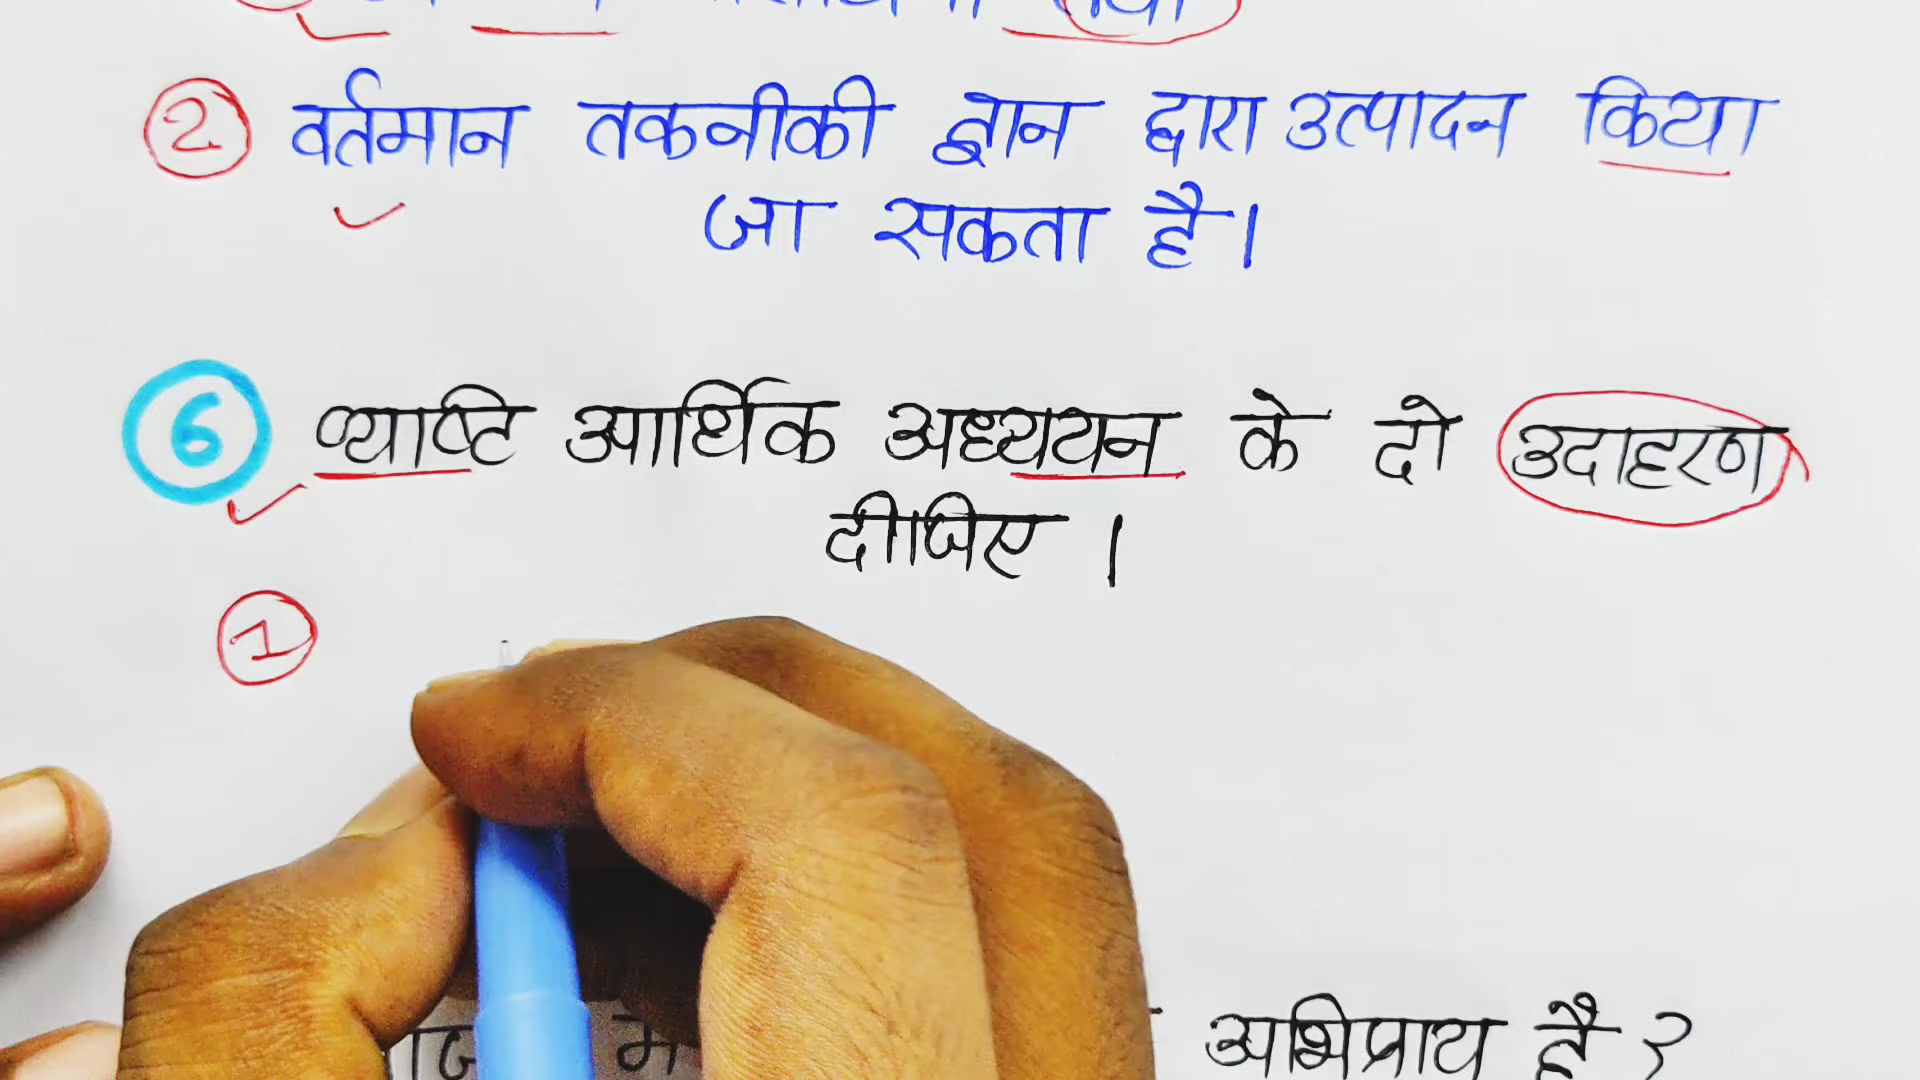 ② वर्तमान तकनीकी ज्ञान द्वारा उत्पादन किया
जा सकता है।
6 व्यष्टि आर्थिक अध्ययन के दो उदाहरण
दीजिए ।
①
में अभिप्राय है ?